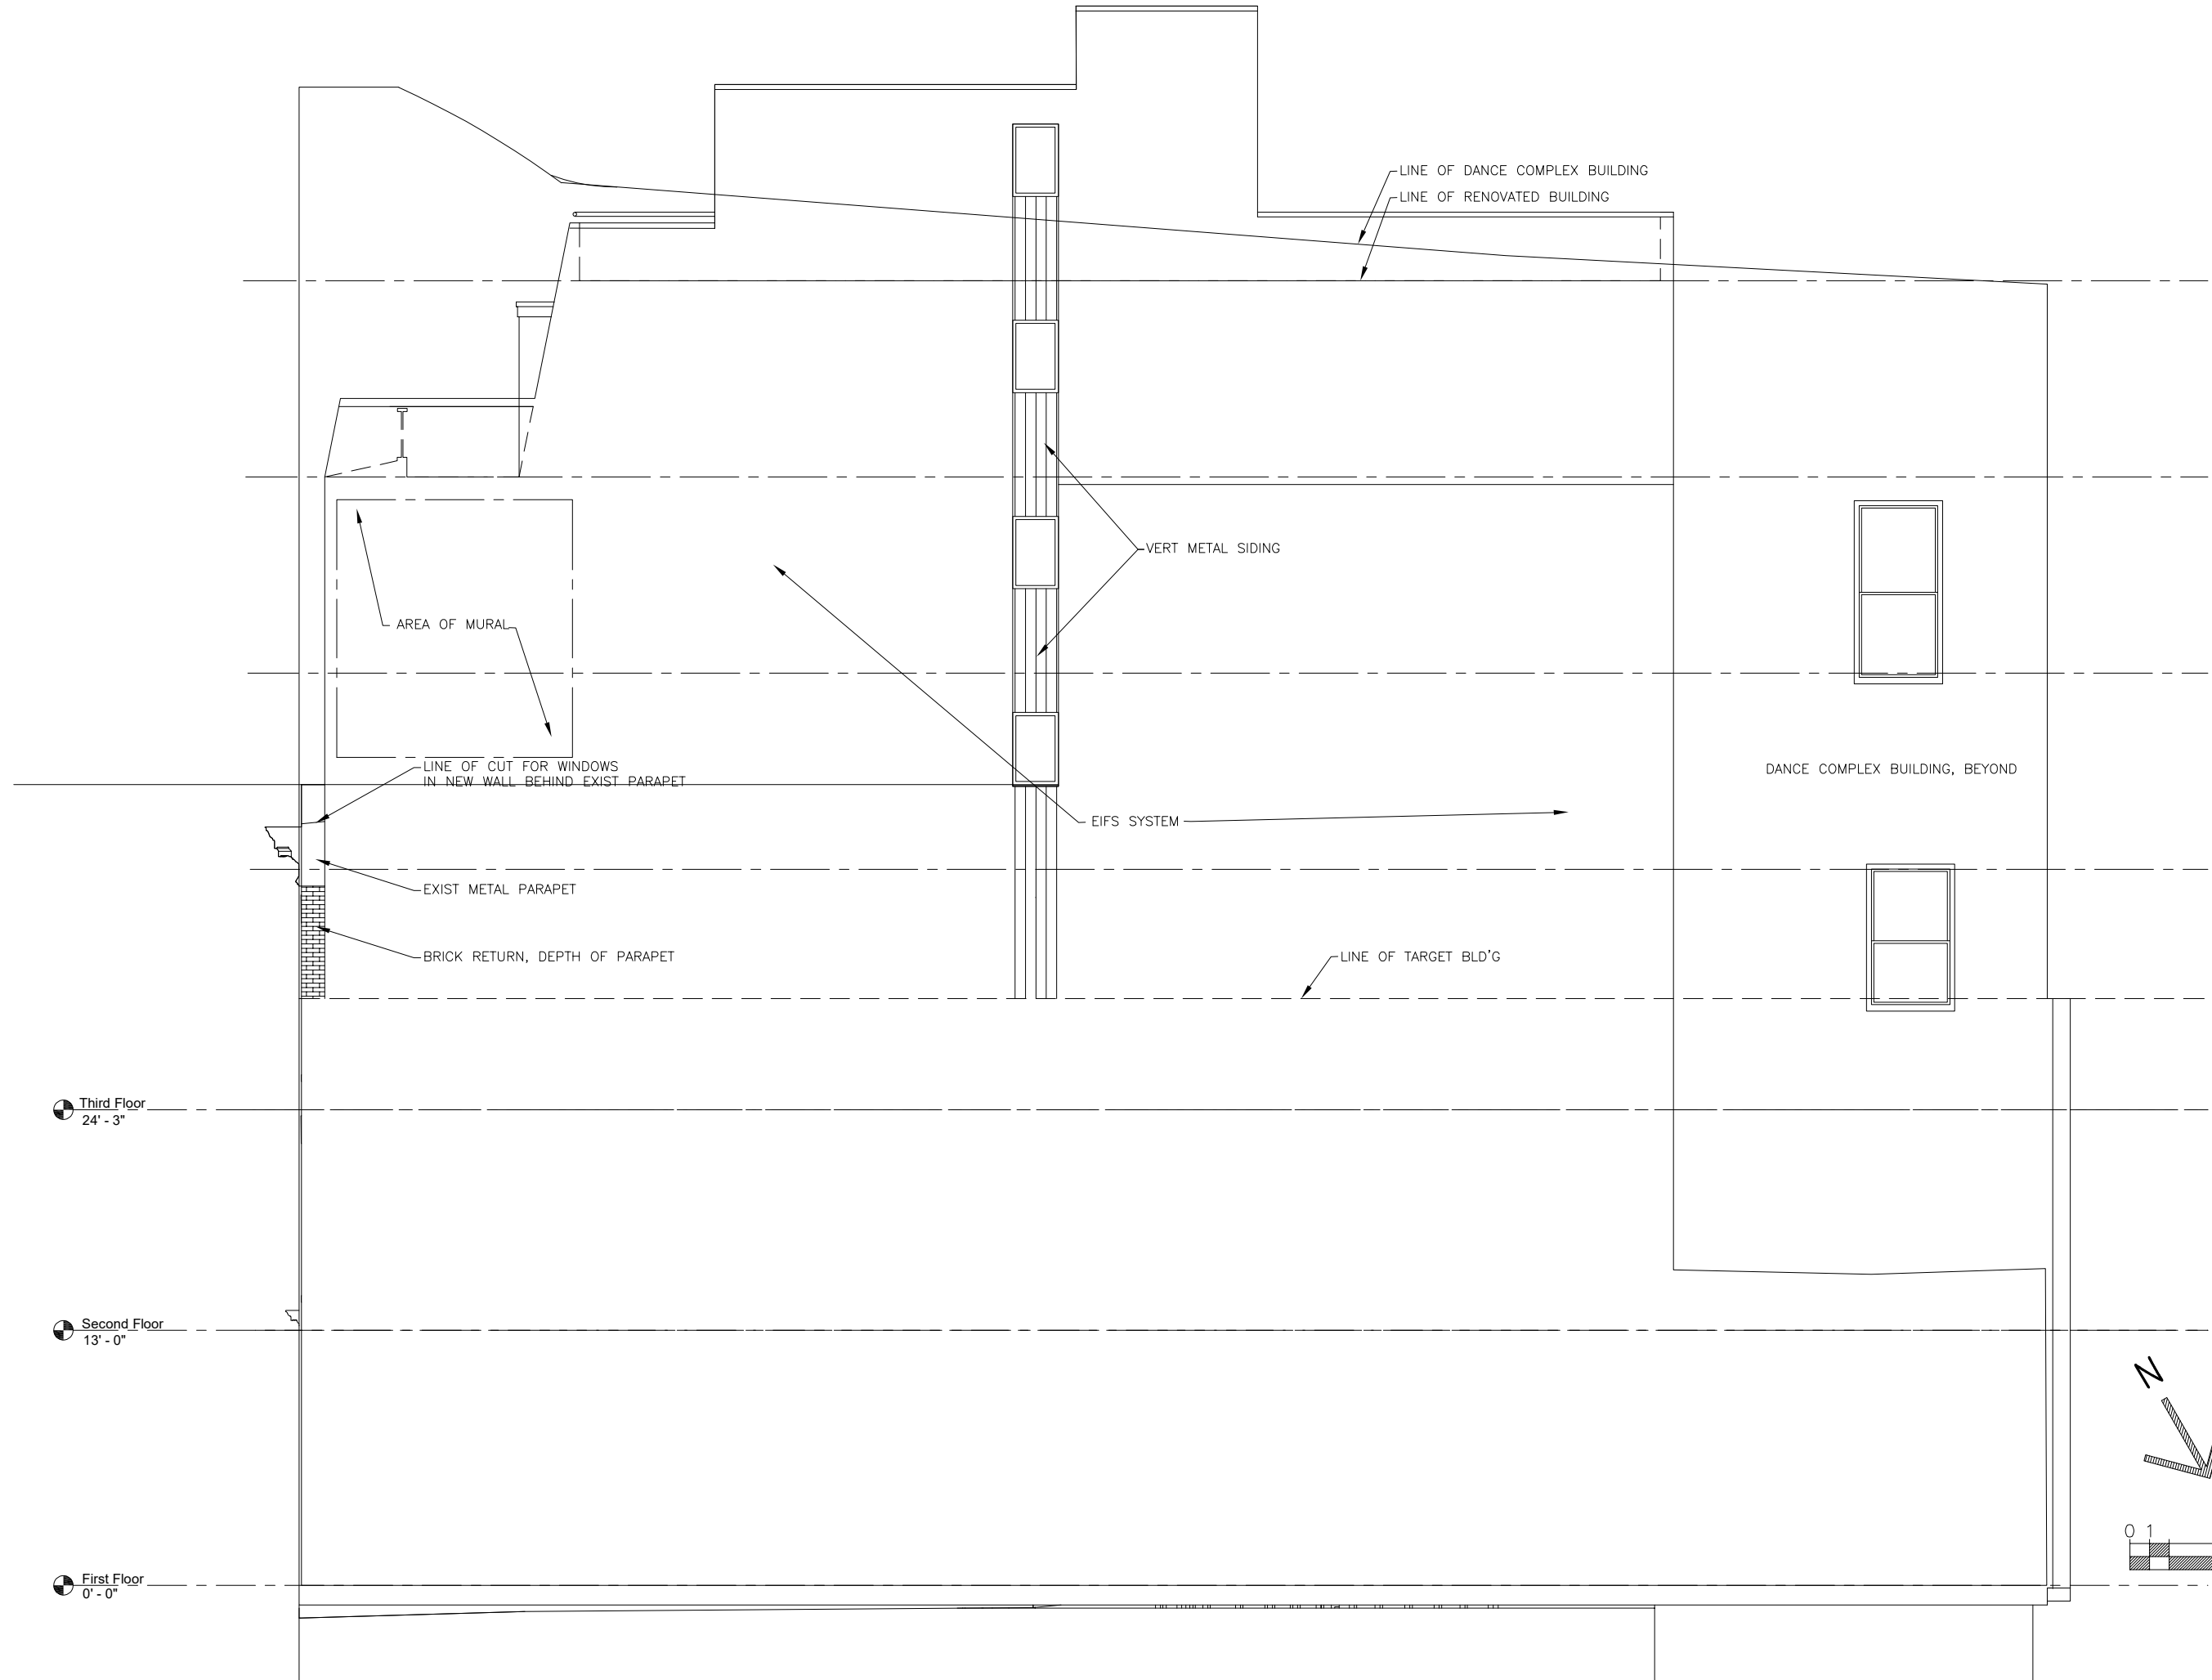 LINE OF DANCE COMPLEX BUILDING
LINE OF RENOVATED BUILDING
VERT METAL SIDING
AREA OF MURAL
LINE OF CUT FOR WINDOWS
IN NEW WALL BEHIND EXIST PARAPET
DANCE COMPLEX BUILDING, BEYOND
EIFS SYSTEM
EXIST METAL PARAPET
BRICK RETURN, DEPTH OF PARAPET
LINE OF TARGET BLD'G
Third Floor
24' - 3"
Second Floor
13' - 0"
N
0 1
First Floor
0' - 0"